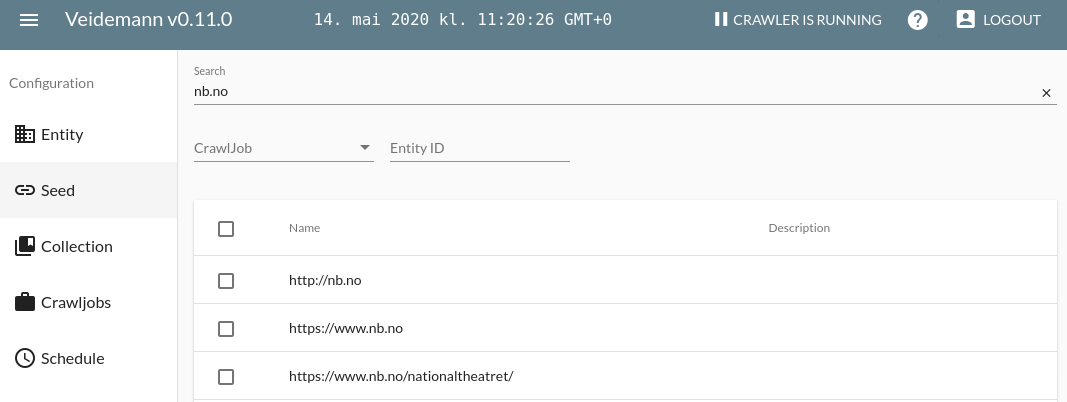 Veidemann v0.11.0
14. mai 2020 kl. 11:20:26 GMT+0
CRAWLER IS RUNNING
?
LOGOUT
Configuration
Entity
Seed
Collection
Crawljobs
Schedule
Search
nb.no
CrawlJob
Entity ID
Name
Description
http://nb.no
https://www.nb.no
https://www.nb.no/nationaltheatret/